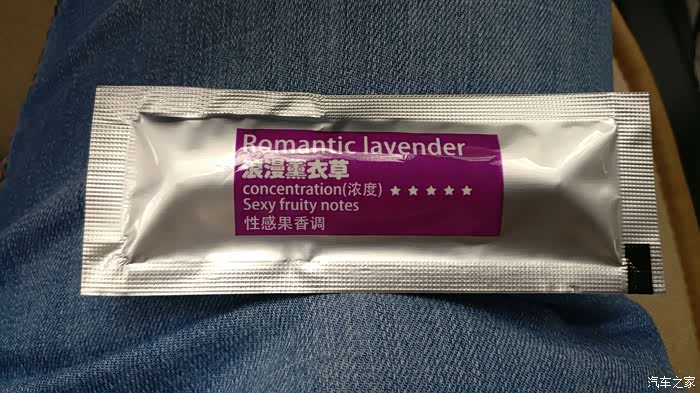 Romantic lavender
浪漫薰衣草
concentration(浓度) ★★★★★
Sexy fruity notes
性感果香调
汽车之家